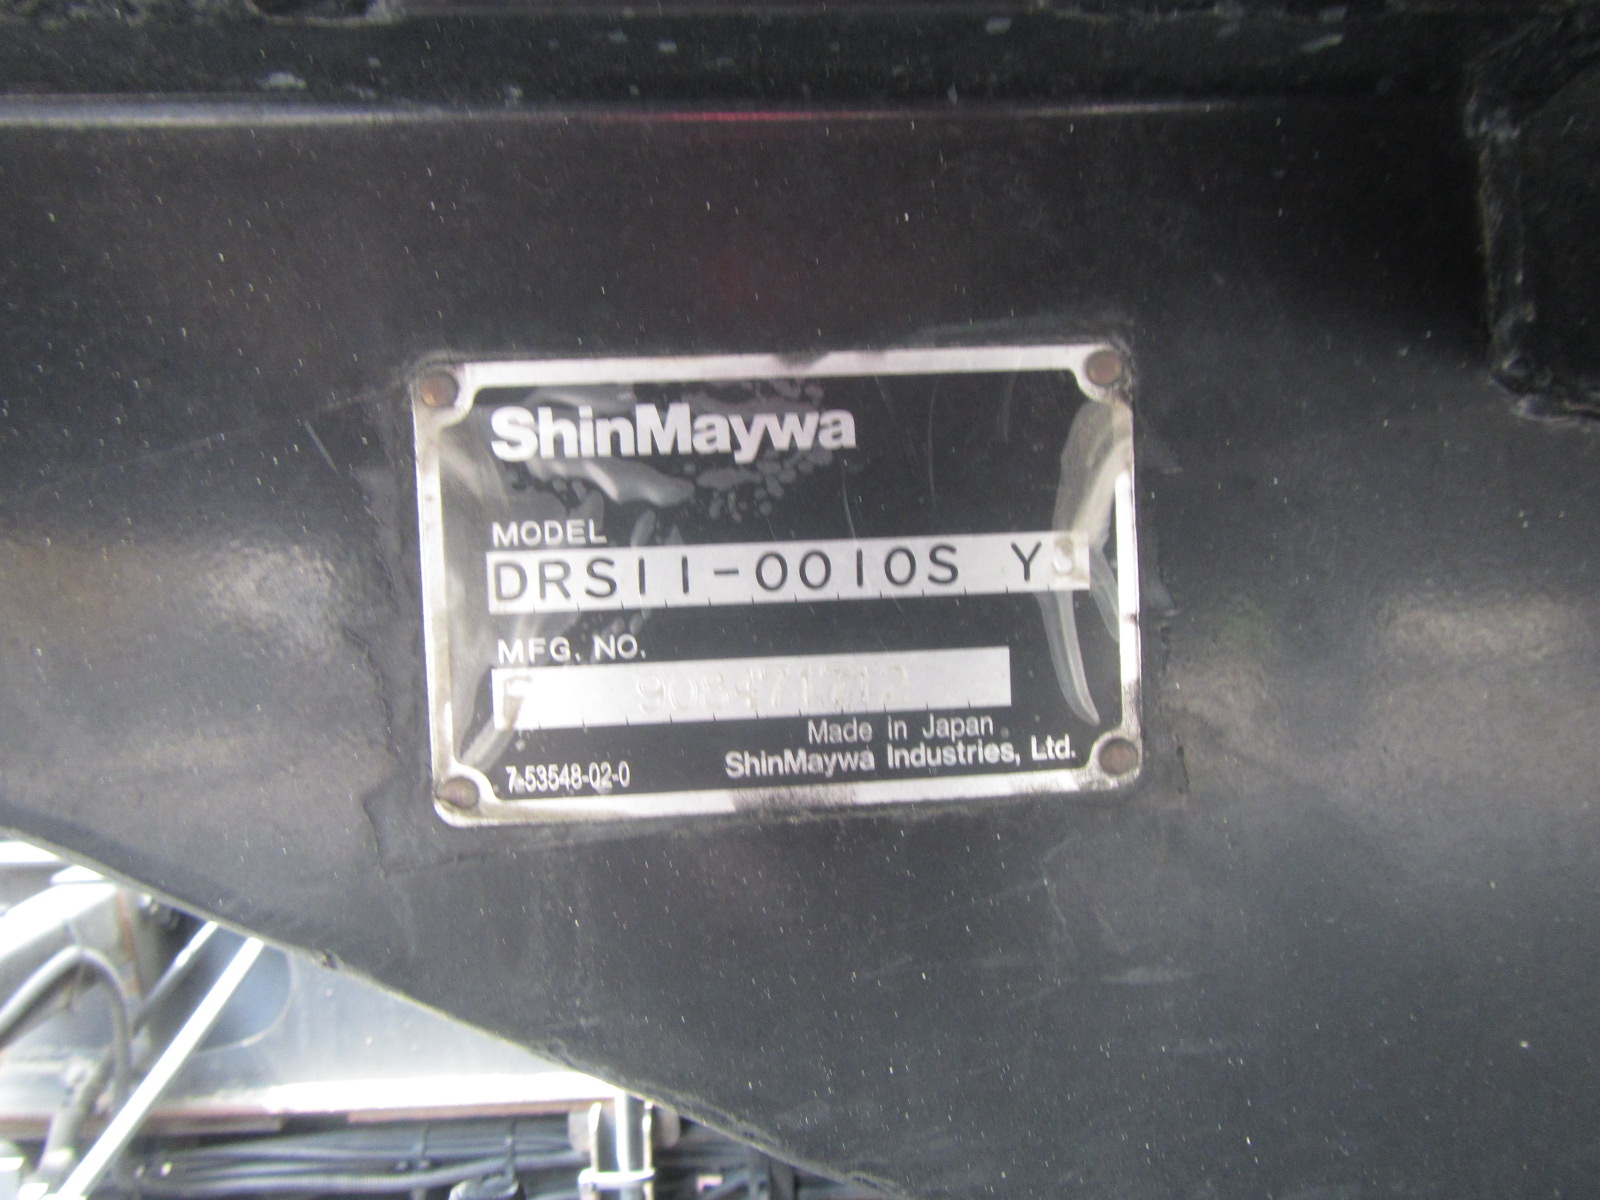 ShinMaywa
MODEL
DRS11-0010S
MFG. NO.
Made in Japan
ShinMaywa Industries, Ltd.
7-53548-02-0